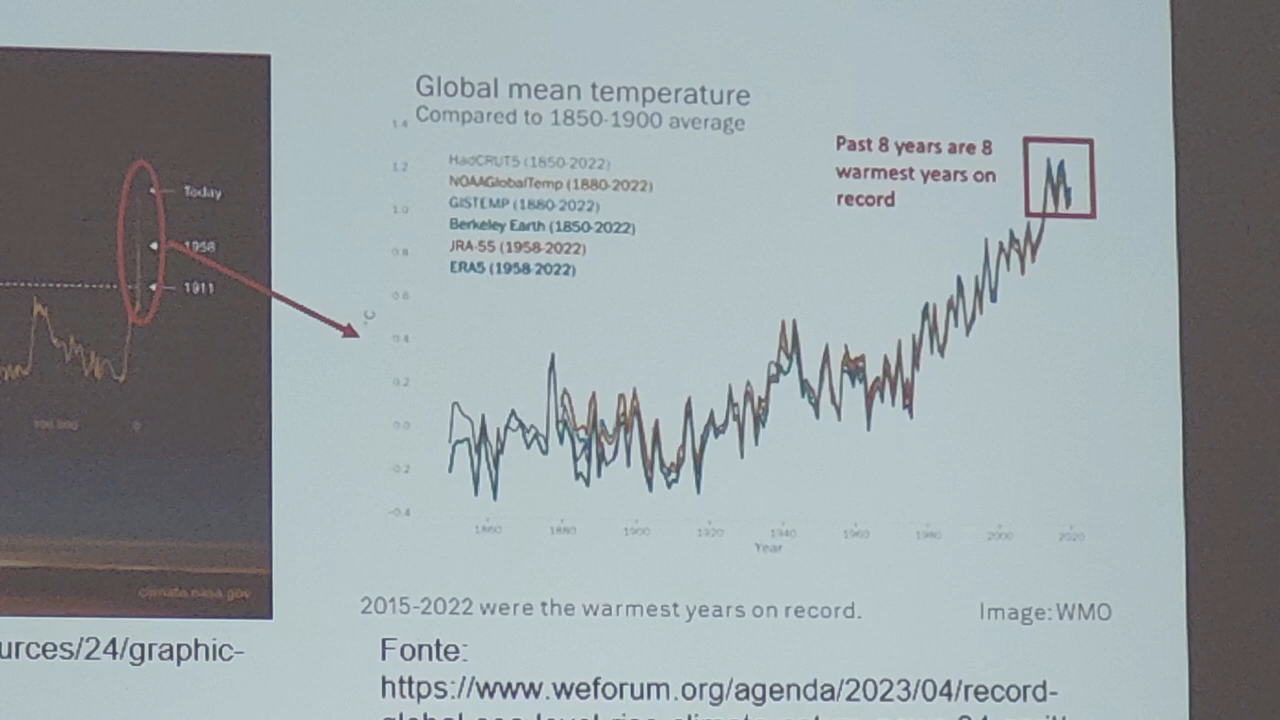 Today
1958
1911
0
climate.nasa.gov
urces/24/graphic-
Global mean temperature
Compared to 1850-1900 average
HadCRUT5 (1850-2022)
NOAAGlobalTemp (1880-2022)
GISTEMP (1880-2022)
Berkeley Earth (1850-2022)
JRA-55 (1958-2022)
ERA5 (1958-2022)
Past 8 years are 8
warmest years on
record
1.4
1.2
1.0
0.8
0.6
0.4
0.2
0.0
-0.2
-0.4
°C
1860 1880 1900 1920 1940 1960 1980 2000 2020
Year
2015-2022 were the warmest years on record.
Image: WMO
Fonte:
https://www.weforum.org/agenda/2023/04/record-